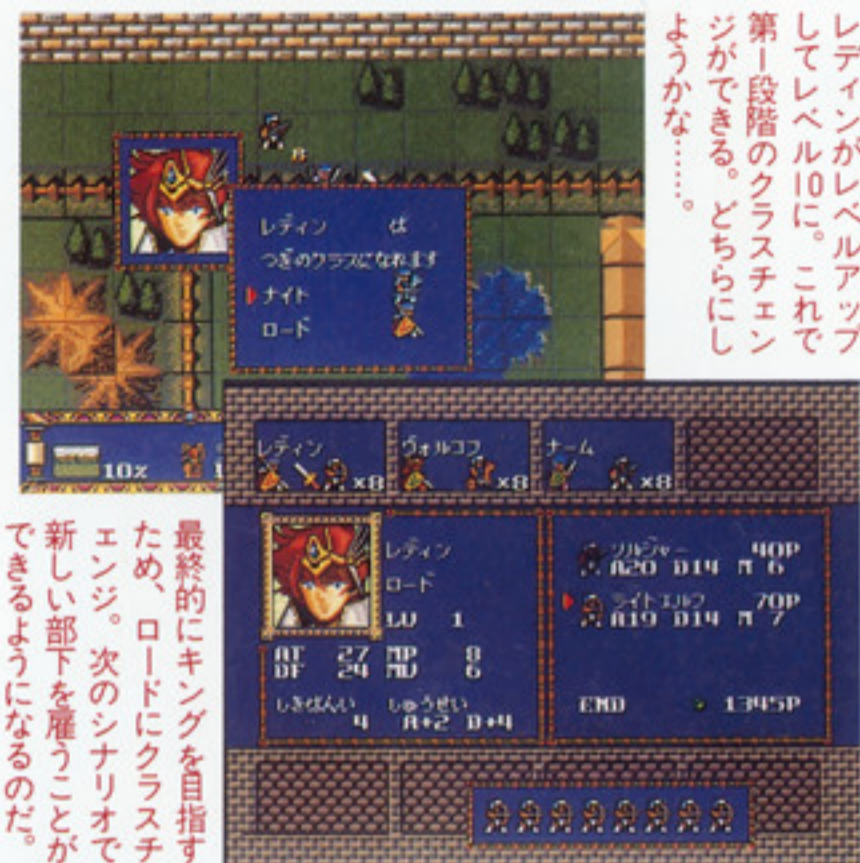 レディンがレベルアップ
してレベル10に。これで
第一段階のクラスチェン
ジができる。どちらにし
ようかな……。
レディン は
つぎのクラスになれます
ナイト
ロード
10%
レディン ×8
ヴォルコフ ×8
ナーム ×8
レディン
ロード
LV 1
AT 27 MP 8
DF 24 MV 6
しきはんい しゅうせい
4 A+2 D+4
ソルジャー 40P
A20 D14 M 6
ライトエルフ 70P
A19 D14 M 7
END 1345P
最終的にキングを目指す
ため、ロードにクラスチ
ェンジ。次のシナリオで
新しい部下を雇うことが
できるようになるのだ。